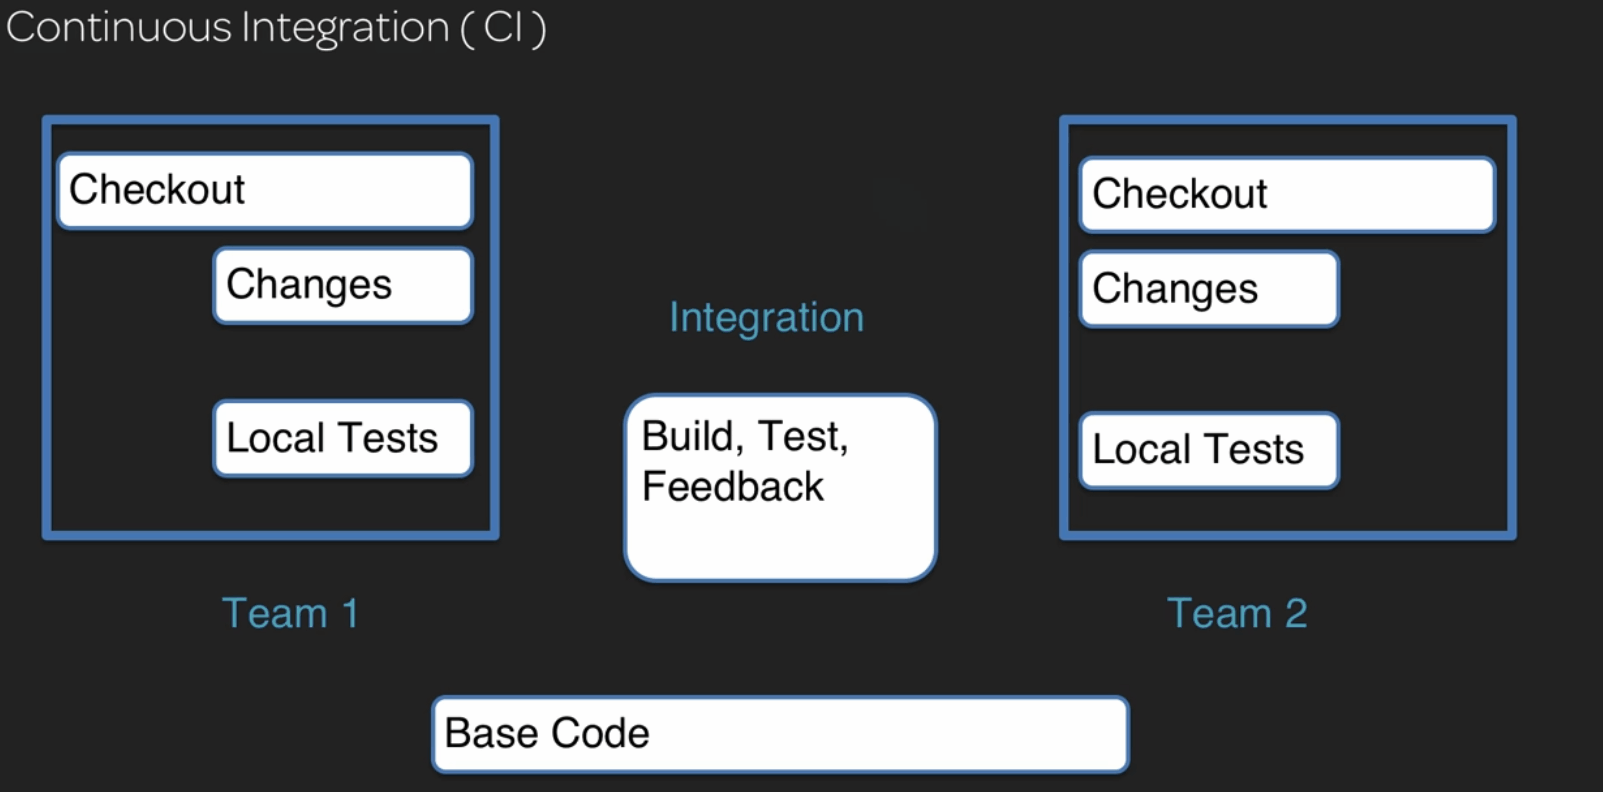 Continuous Integration ( CI )
Checkout
Changes
Local Tests
Team 1
Integration
Build, Test,
Feedback
Checkout
Changes
Local Tests
Team 2
Base Code